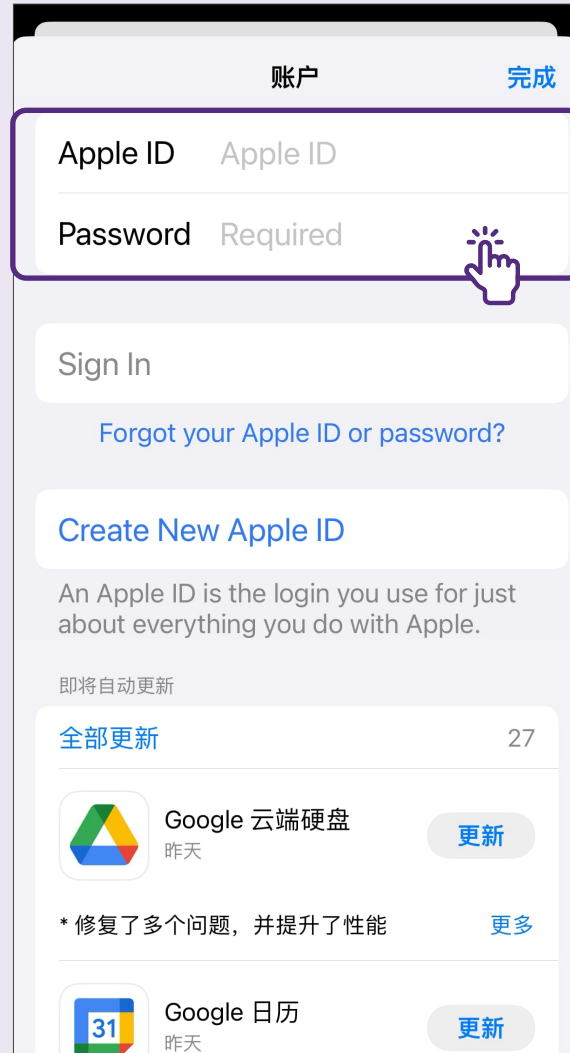 账户 完成
Apple ID Apple ID
Password Required
Sign In
Forgot your Apple ID or password?
Create New Apple ID
An Apple ID is the login you use for just
about everything you do with Apple.
即将自动更新
全部更新 27
Google 云端硬盘
昨天
更新
* 修复了多个问题，并提升了性能 更多
31
Google 日历
昨天
更新